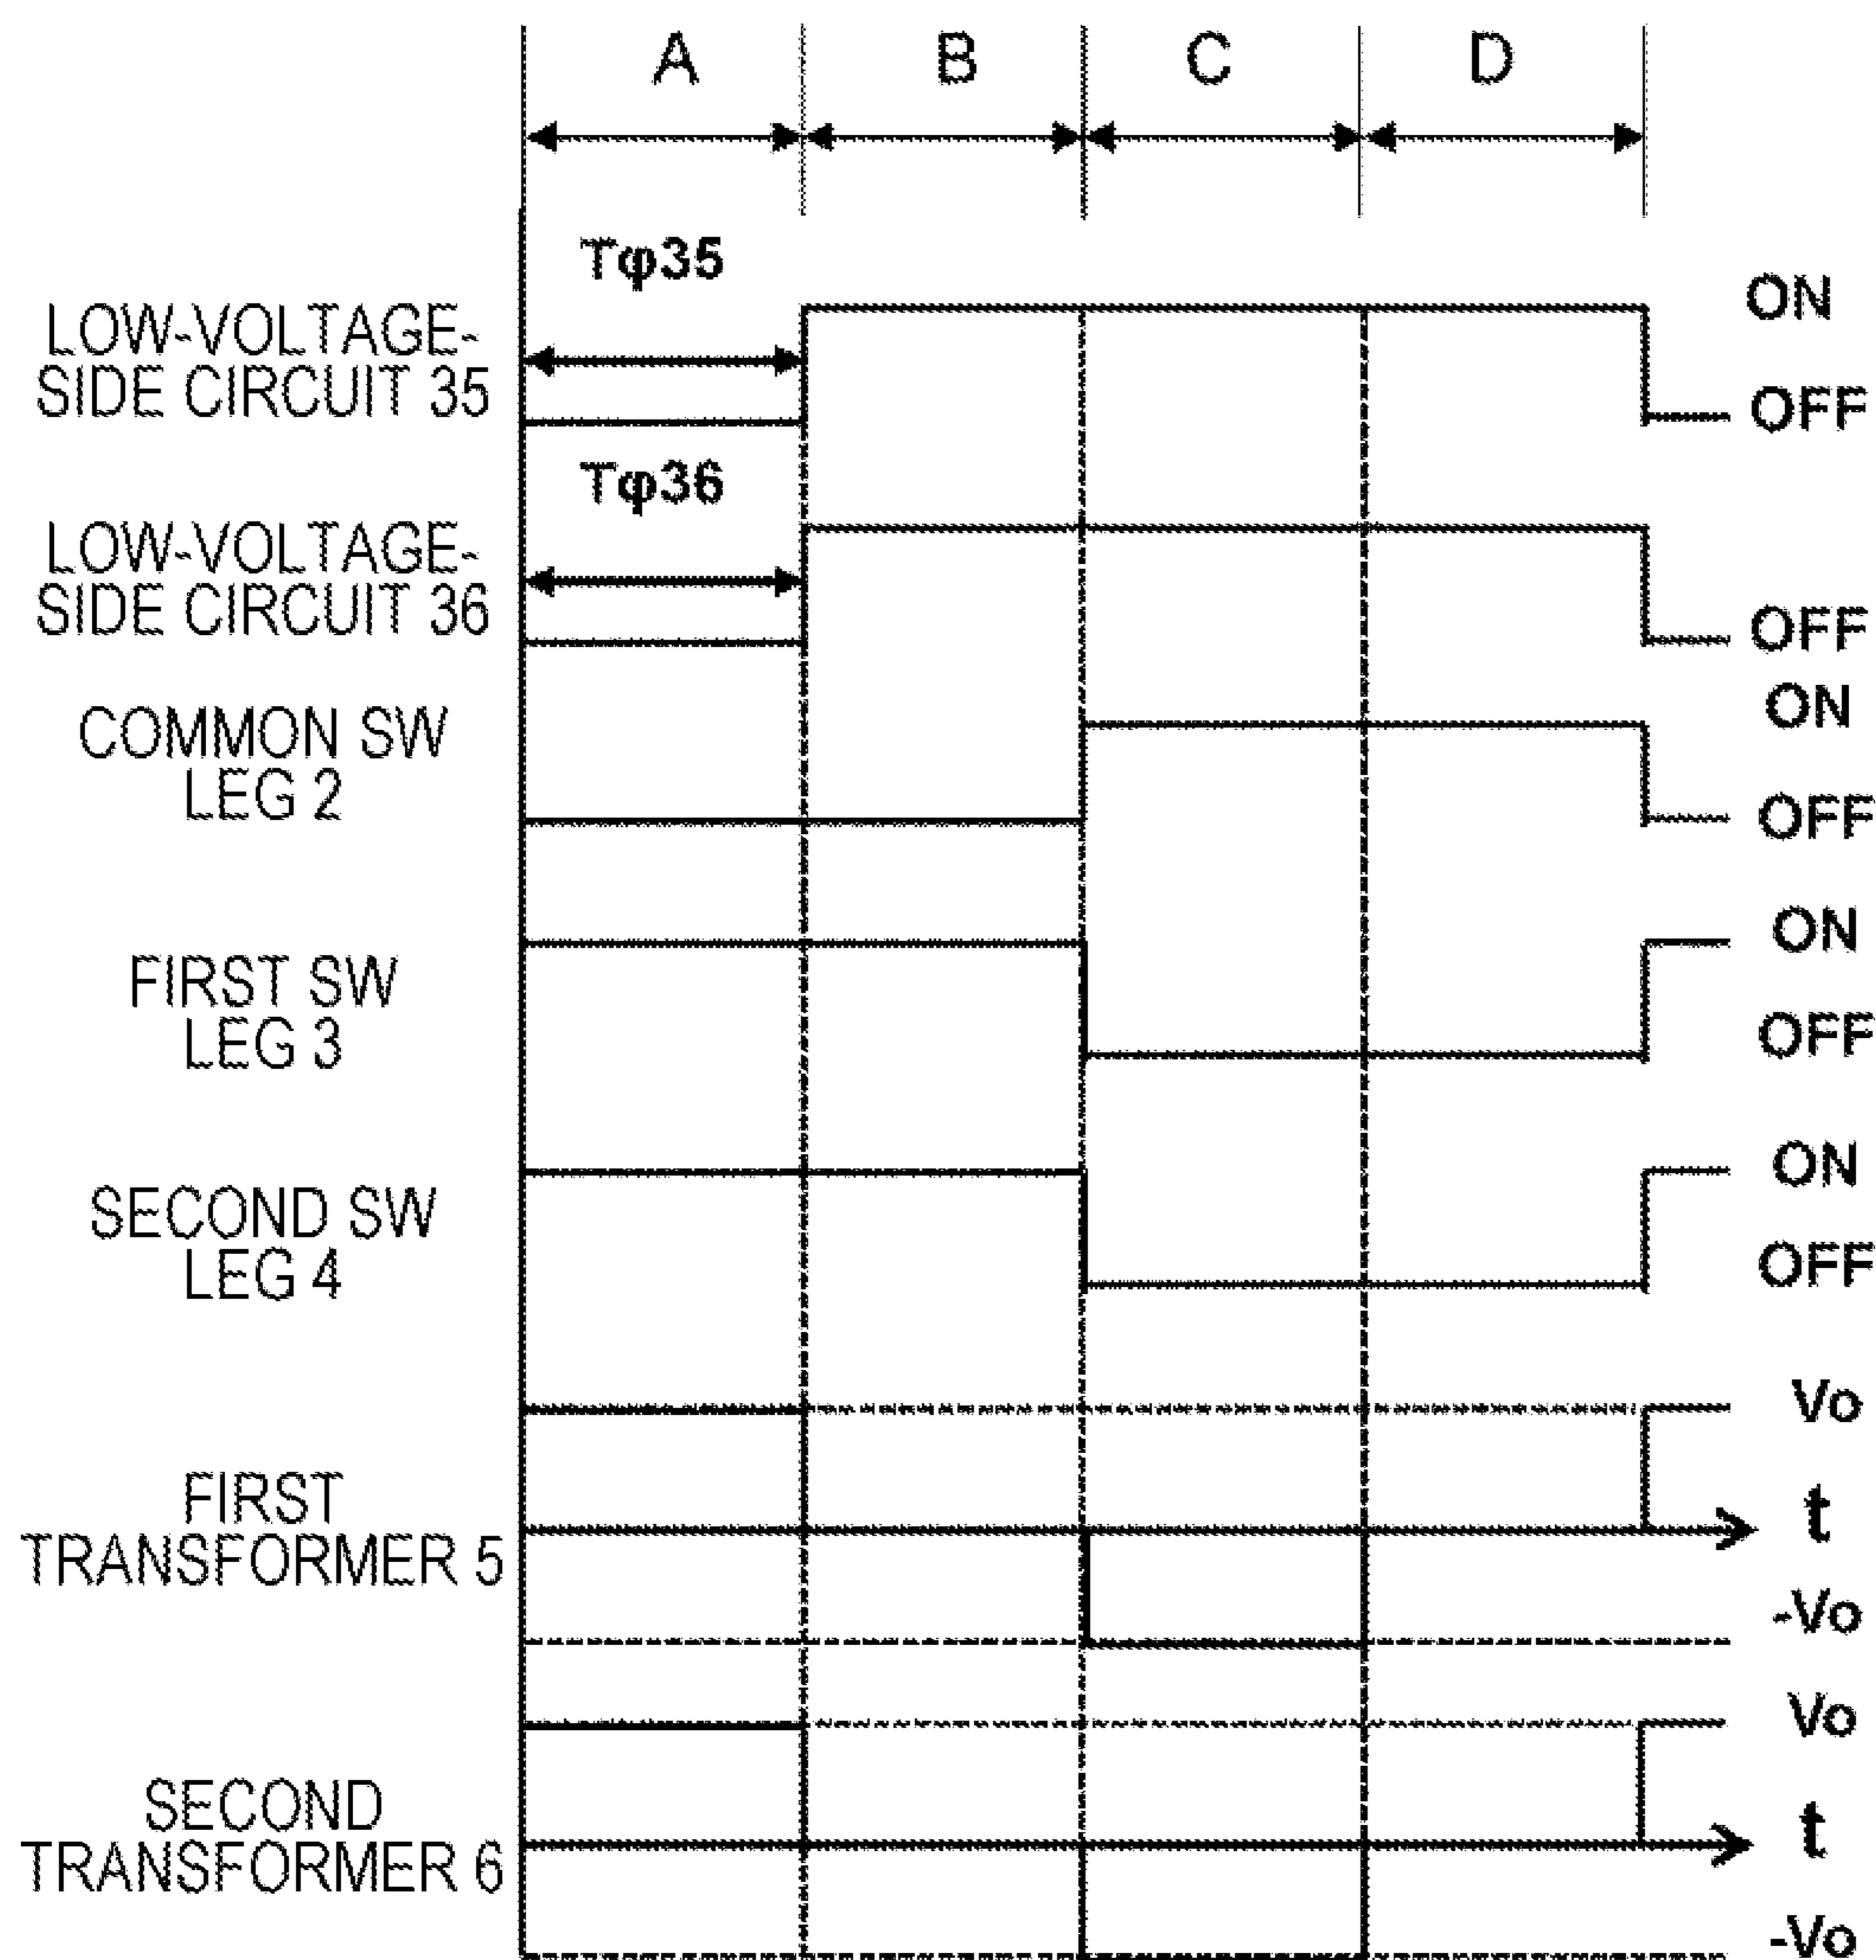 A B C D
Tφ35
LOW-VOLTAGE-
SIDE CIRCUIT 35
ON
OFF
Tφ36
LOW-VOLTAGE-
SIDE CIRCUIT 36
OFF
COMMON SW
LEG 2
ON
OFF
FIRST SW
LEG 3
ON
OFF
SECOND SW
LEG 4
ON
OFF
FIRST
TRANSFORMER 5
Vo
t
-Vo
SECOND
TRANSFORMER 6
Vo
t
-Vo